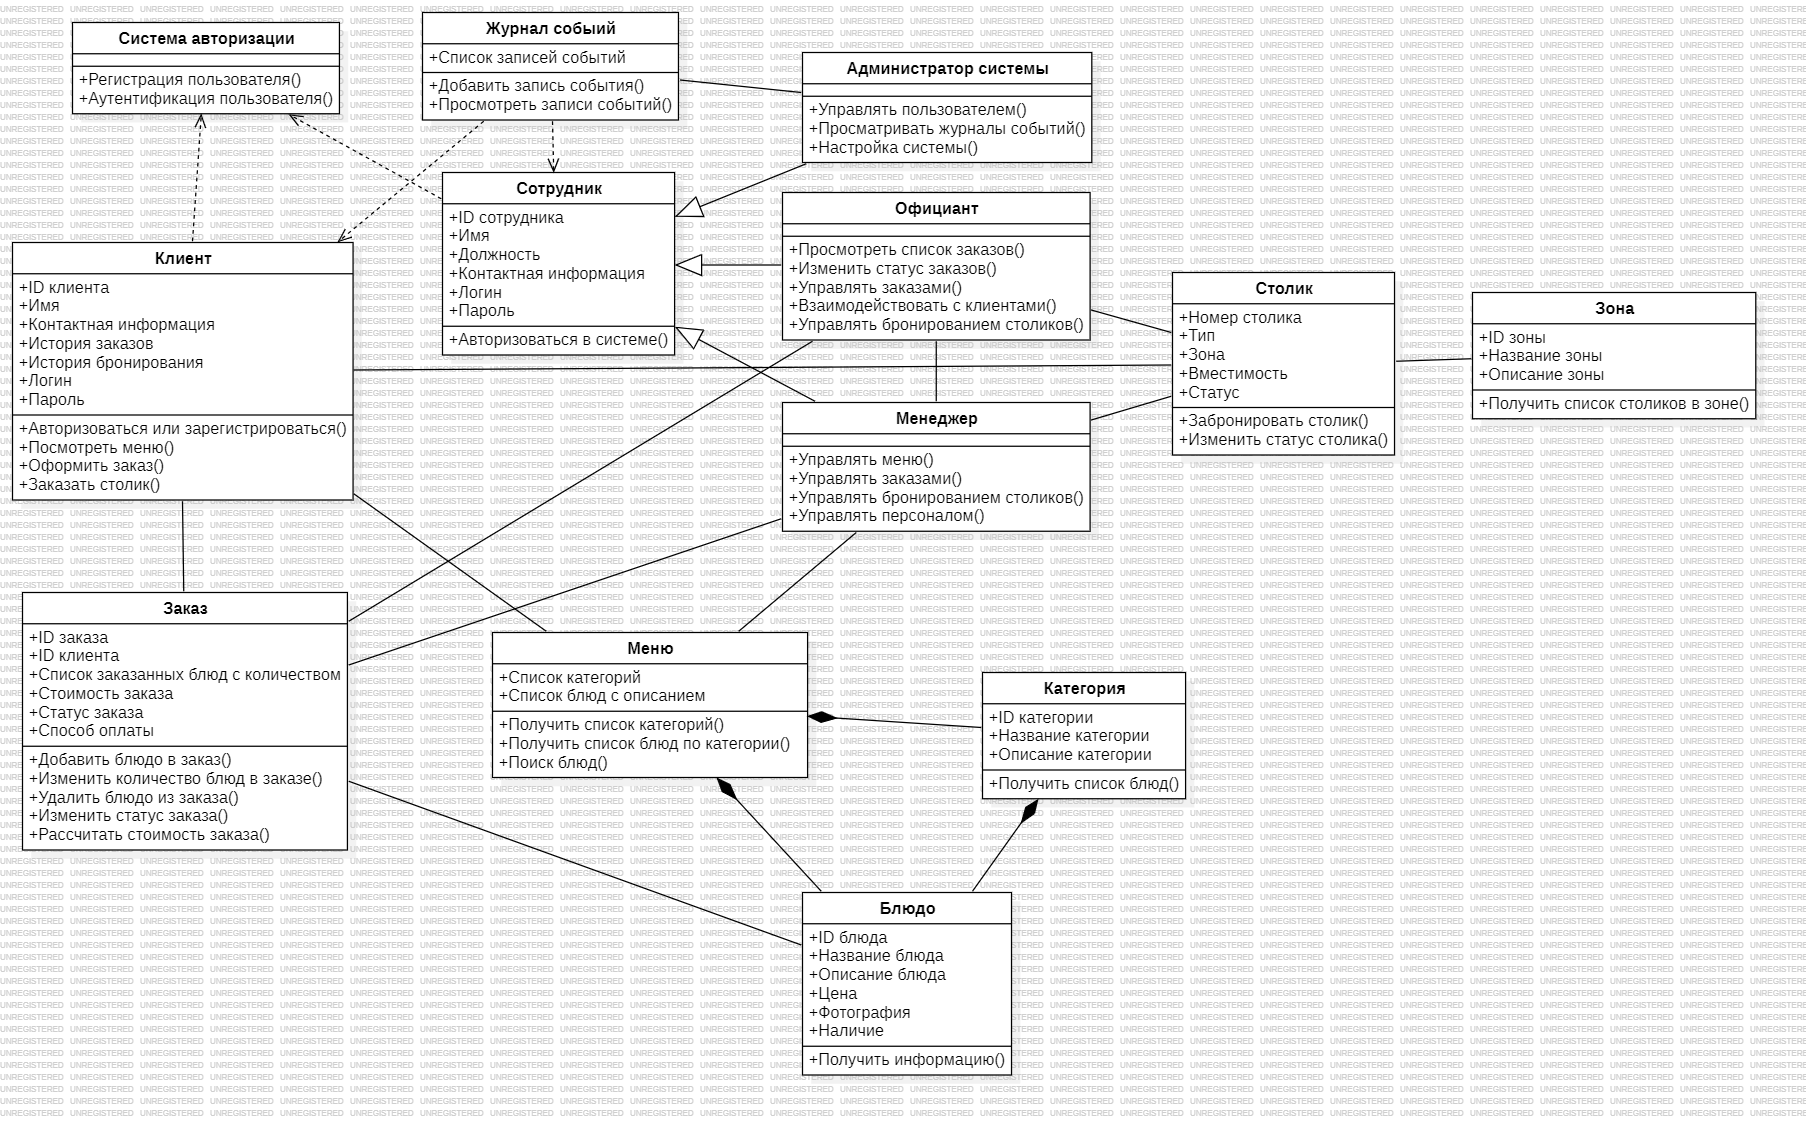 Система авторизации
+Регистрация пользователя()
+Аутентификация пользователя()
Журнал собыий
+Список записей событий
+Добавить запись события()
+Просмотреть записи событий()
Администратор системы
+Управлять пользователем()
+Просматривать журналы событий()
+Настройка системы()
Сотрудник
+ID сотрудника
+Имя
+Должность
+Контактная информация
+Логин
+Пароль
+Авторизоваться в системе()
Официант
+Просмотреть список заказов()
+Изменить статус заказов()
+Управлять заказами()
+Взаимодействовать с клиентами()
+Управлять бронированием столиков()
Клиент
+ID клиента
+Имя
+Контактная информация
+История заказов
+История бронирования
+Логин
+Пароль
+Авторизоваться или зарегистрироваться()
+Посмотреть меню()
+Оформить заказ()
+Заказать столик()
Столик
+Номер столика
+Тип
+Зона
+Вместимость
+Статус
+Забронировать столик()
+Изменить статус столика()
Зона
+ID зоны
+Название зоны
+Описание зоны
+Получить список столиков в зоне()
Менеджер
+Управлять меню()
+Управлять заказами()
+Управлять бронированием столиков()
+Управлять персоналом()
Заказ
+ID заказа
+ID клиента
+Список заказанных блюд с количеством
+Стоимость заказа
+Статус заказа
+Способ оплаты
+Добавить блюдо в заказ()
+Изменить количество блюд в заказе()
+Удалить блюдо из заказа()
+Изменить статус заказа()
+Рассчитать стоимость заказа()
Меню
+Список категорий
+Список блюд с описанием
+Получить список категорий()
+Получить список блюд по категории()
+Поиск блюд()
Категория
+ID категории
+Название категории
+Описание категории
+Получить список блюд()
Блюдо
+ID блюда
+Название блюда
+Описание блюда
+Цена
+Фотография
+Наличие
+Получить информацию()
UNREGISTERED